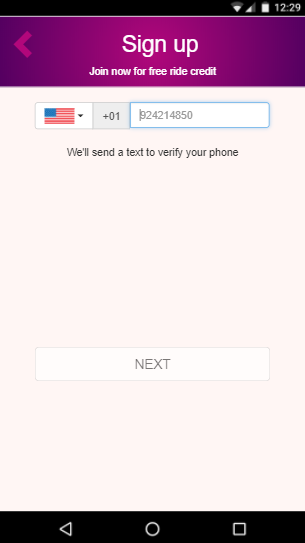 12:29
Sign up
Join now for free ride credit
+01 924214850
We'll send a text to verify your phone
NEXT